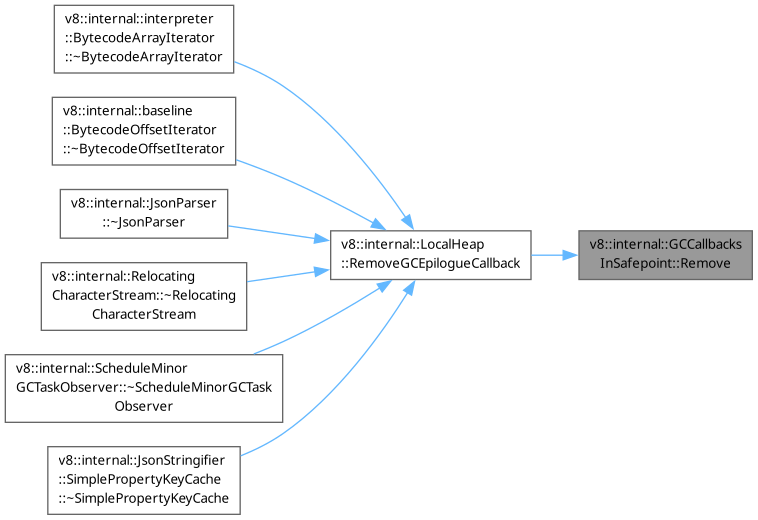 v8::internal::interpreter
::BytecodeArrayIterator
::~BytecodeArrayIterator
v8::internal::baseline
::BytecodeOffsetIterator
::~BytecodeOffsetIterator
v8::internal::JsonParser
::~JsonParser
v8::internal::Relocating
CharacterStream::~Relocating
CharacterStream
v8::internal::ScheduleMinor
GCTaskObserver::~ScheduleMinorGCTask
Observer
v8::internal::JsonStringifier
::SimplePropertyKeyCache
::~SimplePropertyKeyCache
v8::internal::LocalHeap
::RemoveGCEpilogueCallback
v8::internal::GCCallbacks
InSafepoint::Remove